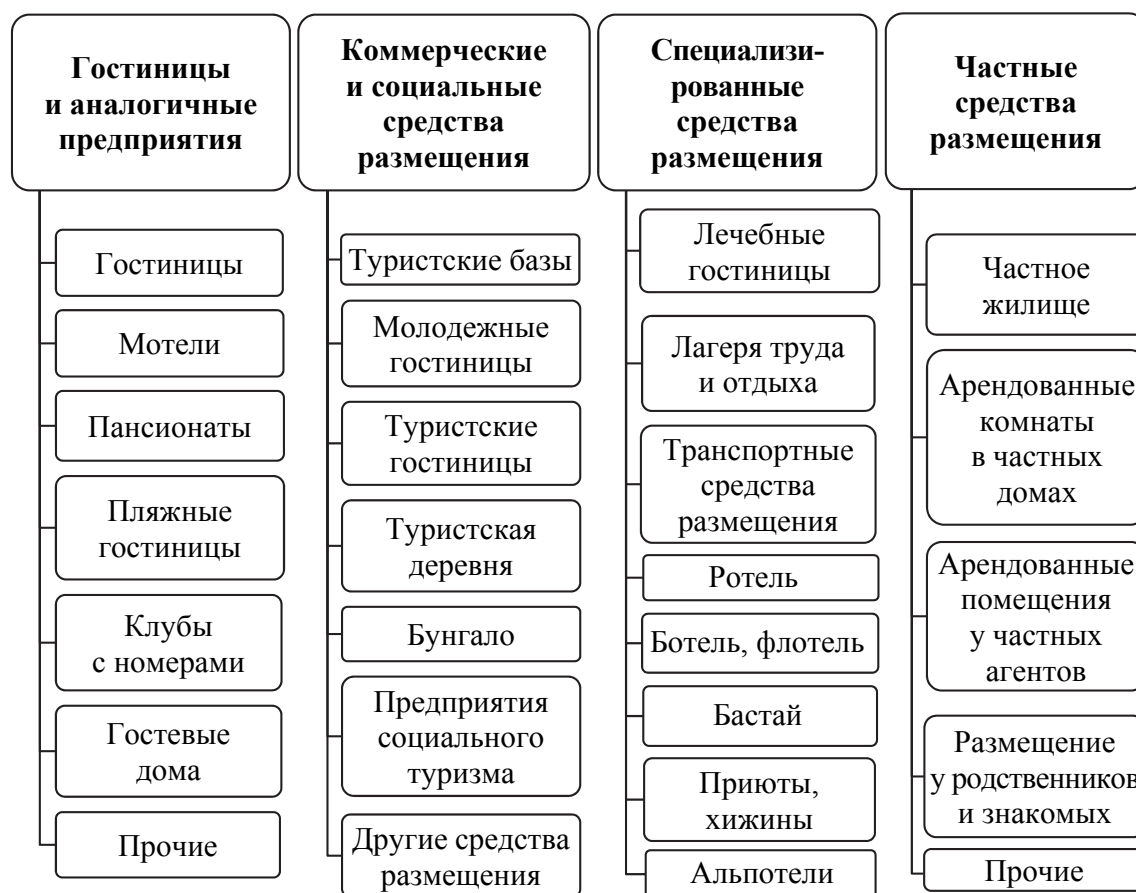 Гостиницы
и аналогичные
предприятия
Гостиницы
Мотели
Пансионаты
Пляжные
гостиницы
Клубы
с номерами
Гостевые
дома
Прочие
Коммерческие
и социальные
средства
размещения
Туристские базы
Молодежные
гостиницы
Туристские
гостиницы
Туристская
деревня
Бунгало
Предприятия
социального
туризма
Другие средства
размещения
Специализи-
рованные
средства
размещения
Лечебные
гостиницы
Лагеря труда
и отдыха
Транспортные
средства
размещения
Ротель
Ботель, флотель
Бастай
Приюты,
хижины
Альпотели
Частные
средства
размещения
Частное
жилище
Арендованные
комнаты
в частных
домах
Арендованные
помещения
у частных
агентов
Размещение
у родственников
и знакомых
Прочие